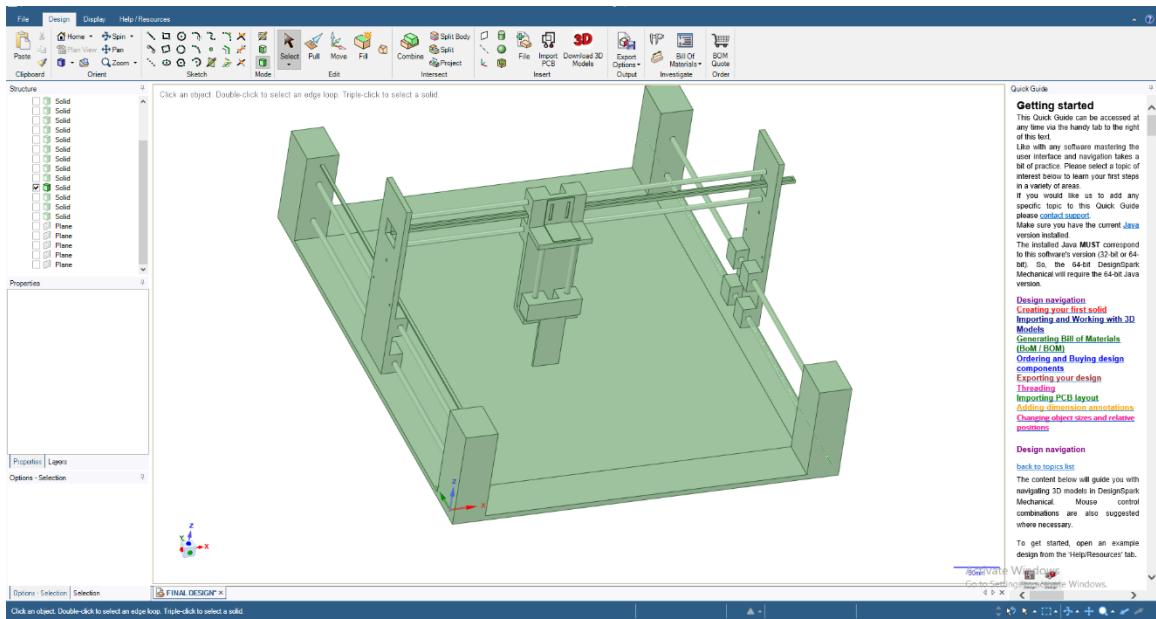 File Design Display Help / Resources
Home Spin
Plan View Pan
Paste Zoom
Select Pull Move Fill
Combine
Split Body
Split
Project
File Import PCB Download 3D Models
3D
Export Options
Bill Of Materials
BOM Quote
Clipboard Orient Sketch Mode Edit Intersect Insert Output Investigate Order
Structure
Solid
Solid
Solid
Solid
Solid
Solid
Solid
Solid
Solid
Solid
Solid
Solid
Solid
Plane
Plane
Plane
Plane
Plane
Properties
Properties Layers
Options - Selection
Options - Selection Selection
Click an object. Double-click to select an edge loop. Triple-click to select a solid.
Z
X
Z
Y
X
50mm
FINAL DESIGN*
Quick Guide
Getting started
This Quick Guide can be accessed at
any time via the handy tab to the right
of this text.
Like with any software mastering the
user interface and navigation takes a
bit of practice. Please select a topic of
interest below to learn your first steps
in a variety of areas.
If you would like us to add any
specific topic to this Quick Guide
please contact support.
Make sure you have the current Java
version installed.
The installed Java MUST correspond
to this software's version (32-bit or 64-
bit). So, the 64-bit DesignSpark
Mechanical will require the 64-bit Java
version.
Design navigation
Creating your first solid
Importing and Working with 3D
Models
Generating Bill of Materials
(BoM / BOM)
Ordering and Buying design
components
Exporting your design
Threading
Importing PCB layout
Adding dimension annotations
Changing object sizes and relative
positions
Design navigation
back to topics list
The content below will guide you with
navigating 3D models in DesignSpark
Mechanical. Mouse control
combinations are also suggested
where necessary.
To get started, open an example
design from the 'Help/Resources' tab.
Activate Windows
Go to Settings to activate Windows.
Click an object. Double-click to select an edge loop. Triple-click to select a solid.